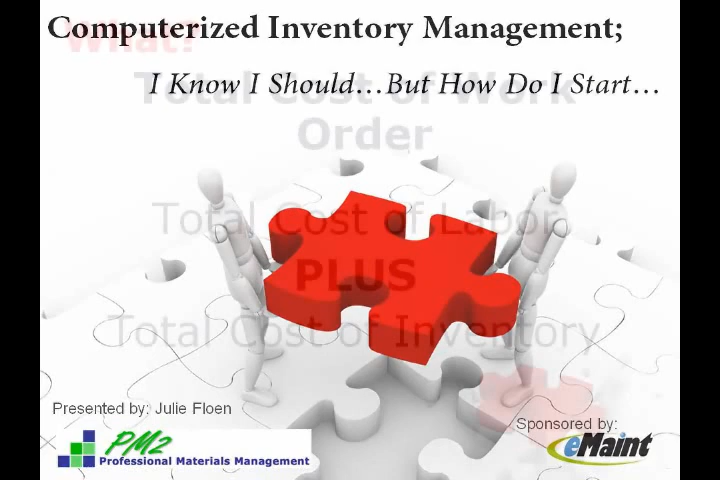 Computerized Inventory Management;
What?
I Know I Should...But How Do I Start...
Total Cost of Work
Order
Total Cost of Labor
PLUS
Total Cost of Inventory
Presented by: Julie Floen
Sponsored by:
PM2
Professional Materials Management
eMaint